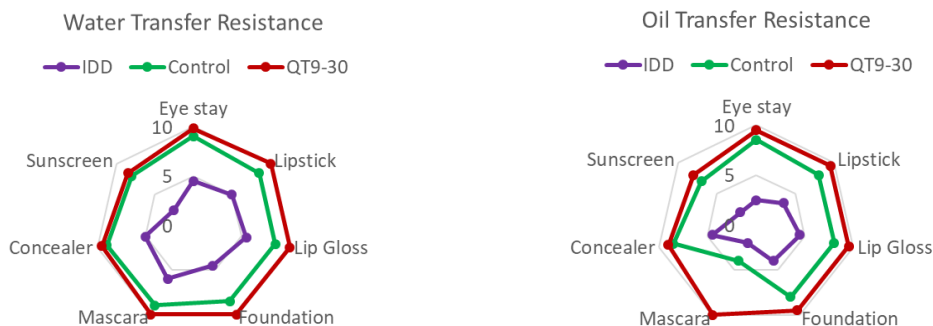 Water Transfer Resistance
IDD Control QT9-30
Eye stay
10
Sunscreen
Lipstick
5
0
Concealer
Lip Gloss
Mascara
Foundation
Oil Transfer Resistance
IDD Control QT9-30
Eye stay
10
Sunscreen
Lipstick
5
0
Concealer
Lip Gloss
Mascara
Foundation